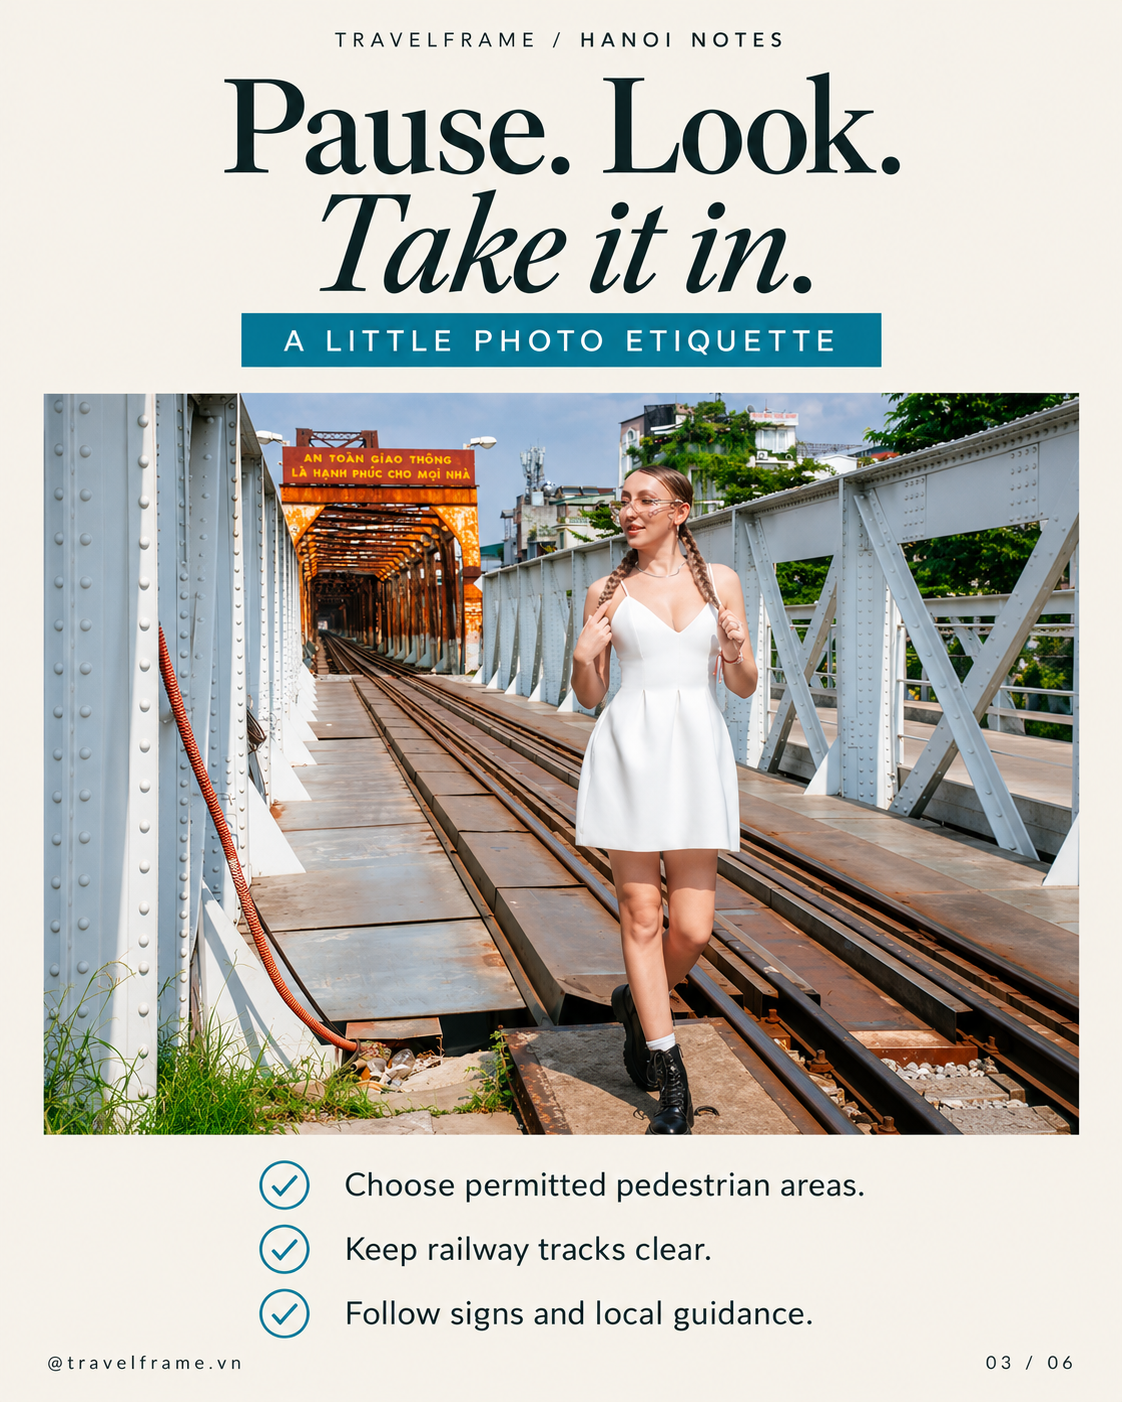 TRAVELFRAME / HANOI NOTES
Pause. Look.
Take it in.
A LITTLE PHOTO ETIQUETTE
AN TOÀN GIAO THÔNG
LÀ HẠNH PHÚC CHO MỌI NHÀ
Choose permitted pedestrian areas.
Keep railway tracks clear.
Follow signs and local guidance.
@travelframe.vn
03 / 06